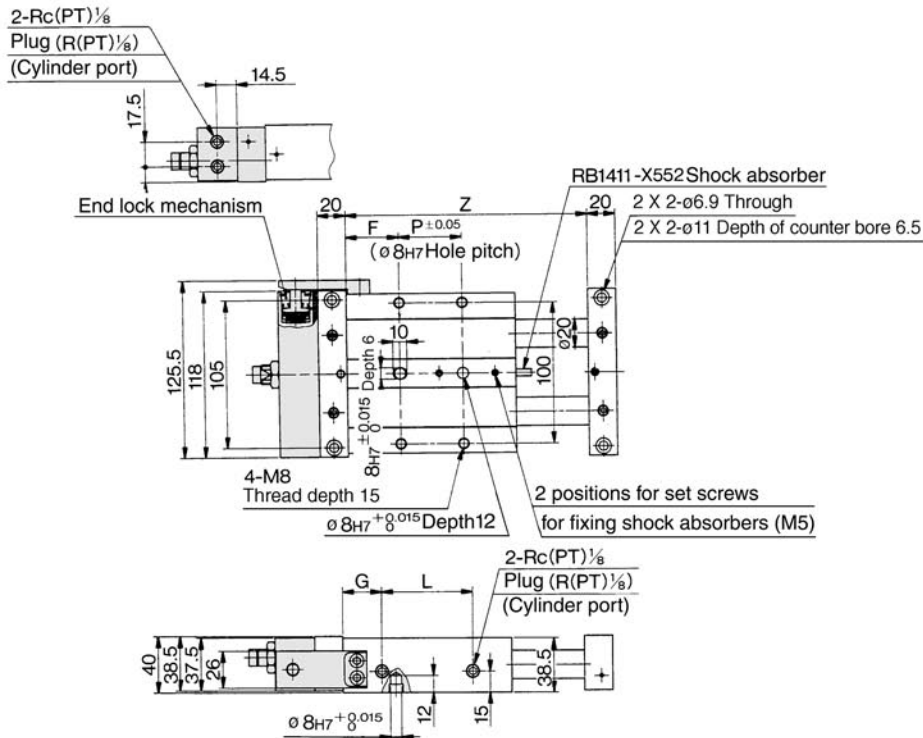 2-Rc(PT)⅛
Plug (R(PT)⅛)
(Cylinder port)
14.5
17.5
RB1411-X552 Shock absorber
End lock mechanism
20
Z
20
2 X 2-ø6.9 Through
F
P ±0.05
2 X 2-ø11 Depth of counter bore 6.5
(ø 8H7 Hole pitch)
125.5
118
105
10
Depth 6
8H7 ±0.015 0
100
ø20
4-M8
Thread depth 15
ø 8H7 +0.015 0 Depth12
2 positions for set screws
for fixing shock absorbers (M5)
2-Rc(PT)⅛
Plug (R(PT)⅛)
(Cylinder port)
G
L
40
38.5
37.5
26
12
15
38.5
ø 8H7 +0.015 0